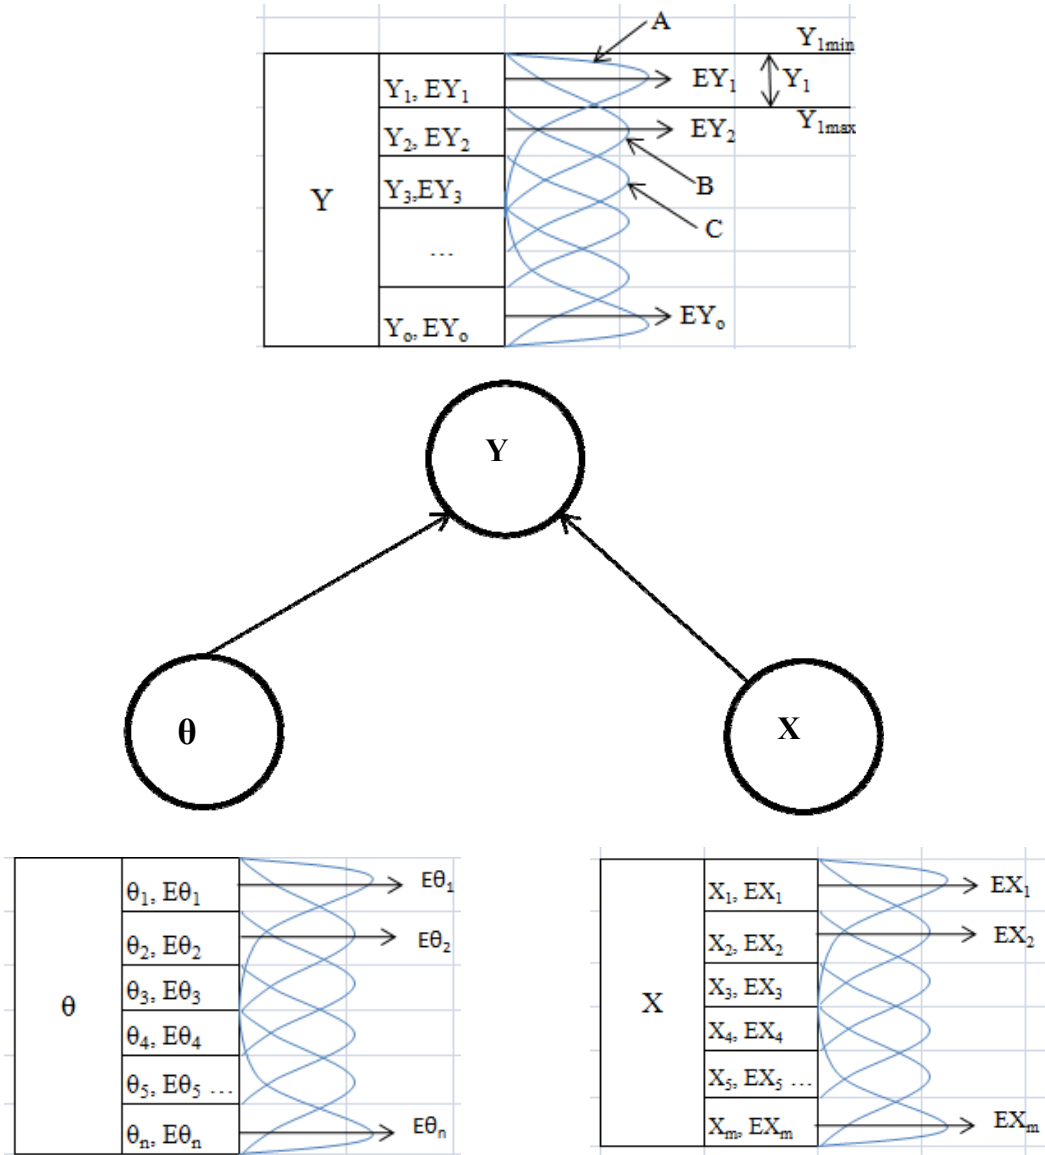 A
Y₁ₘᵢₙ
Y₁, EY₁
EY₁
Y₁
Y₁ₘₐₓ
Y₂, EY₂
EY₂
B
Y₃,EY₃
Y
C
...
Yₒ, EYₒ
EYₒ
Y
θ
X
θ₁, Eθ₁
Eθ₁
θ₂, Eθ₂
Eθ₂
θ₃, Eθ₃
θ
θ₄, Eθ₄
θ₅, Eθ₅ ...
θₙ, Eθₙ
Eθₙ
X₁, EX₁
EX₁
X₂, EX₂
EX₂
X₃, EX₃
X
X₄, EX₄
X₅, EX₅ ...
Xₘ, EXₘ
EXₘ